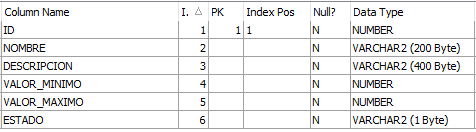 Column Name I. △ PK Index Pos Null? Data Type
ID 1 1 1 N NUMBER
NOMBRE 2 N VARCHAR2 (200 Byte)
DESCRIPCION 3 N VARCHAR2 (400 Byte)
VALOR_MINIMO 4 N NUMBER
VALOR_MAXIMO 5 N NUMBER
ESTADO 6 N VARCHAR2 (1 Byte)